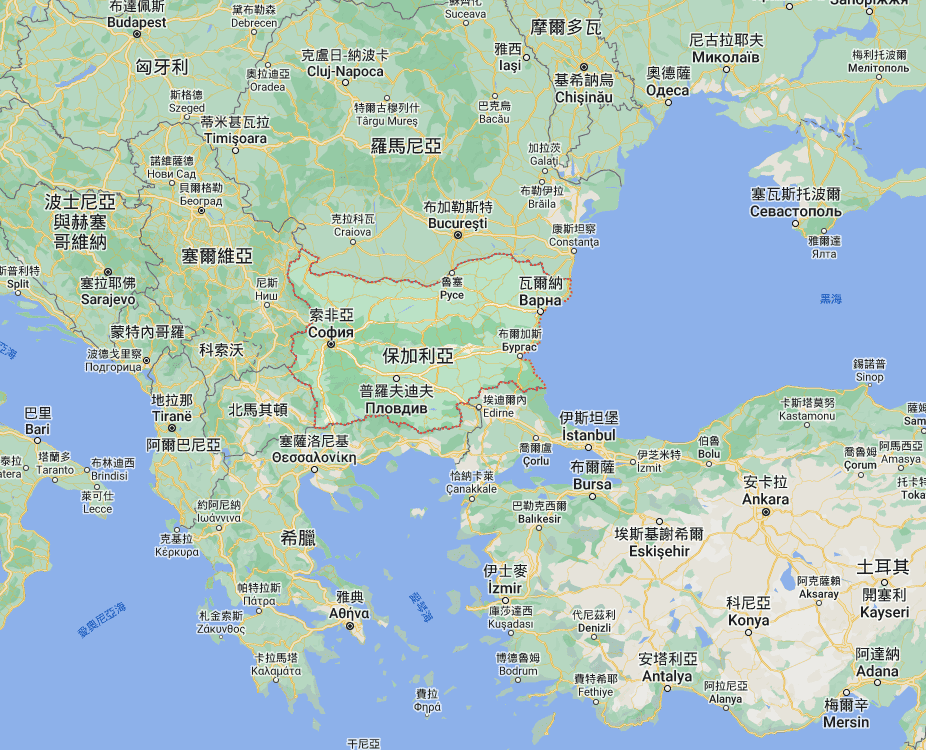 布達佩斯
Budapest
黛布勒森
Debrecen
Suceava
摩爾多瓦
雅西
Iași
尼古拉耶夫
Миколаїв
梅利托波爾
Мелітополь
匈牙利
克盧日-納波卡
Cluj-Napoca
奧拉迪亞
Oradea
基希訥烏
Chișinău
奧德薩
Одеса
斯格德
Szeged
特爾古穆列什
Târgu Mureș
巴克烏
Bacău
蒂米甚瓦拉
Timișoara
羅馬尼亞
加拉茨
Galați
諾維薩德
Нови Сад
貝爾格勒
Београд
布勒伊拉
Brăila
塞瓦斯托波爾
Севастополь
波士尼亞
與赫塞
哥維納
克拉科瓦
Craiova
布加勒斯特
București
康斯坦察
Constanța
雅爾達
Ялта
塞爾維亞
斯普利特
Split
塞拉耶佛
Sarajevo
尼斯
Ниш
魯塞
Русе
瓦爾納
Варна
黑海
蒙特內哥羅
索非亞
София
布爾加斯
Бургас
波德戈里察
Подгорица
科索沃
保加利亞
錫諾普
Sinop
普羅夫迪夫
Пловдив
地拉那
Tiranë
北馬其頓
埃迪爾內
Edirne
卡斯塔莫努
Kastamonu
巴里
Bari
阿爾巴尼亞
塞薩洛尼基
Θεσσαλονίκη
伊斯坦堡
İstanbul
喬爾盧
Çorlu
伊芝米特
İzmit
伯魯
Bolu
喬魯姆
Çorum
阿馬西亞
Amasya
塔蘭多
Taranto
布林迪西
Brindisi
萊可仕
Lecce
恰納卡萊
Çanakkale
布爾薩
Bursa
安卡拉
Ankara
約阿尼納
Ιωάννινα
巴勒克西爾
Balıkesir
埃斯基謝希爾
Eskişehir
克基拉
Κέρκυρα
希臘
土耳其
伊士麥
İzmir
阿克薩賴
Aksaray
開塞利
Kayseri
帕特拉斯
Πάτρα
雅典
Αθήνα
愛琴海
愛奧尼亞海
札金索斯
Ζάκυνθος
庫莎達西
Kuşadası
代尼茲利
Denizli
科尼亞
Konya
卡拉馬塔
Καλαμάτα
博德魯姆
Bodrum
安塔利亞
Antalya
阿達納
Adana
費特希耶
Fethiye
阿拉尼亞
Alanya
費拉
Φηρά
梅爾辛
Mersin
干尼亞